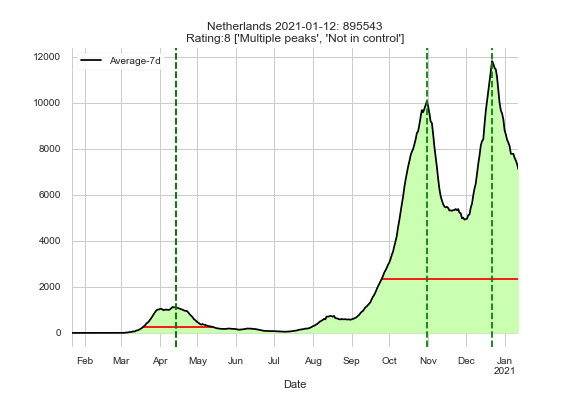 Netherlands 2021-01-12: 895543
Rating:8 ['Multiple peaks', 'Not in control']
Average-7d
12000
10000
8000
6000
4000
2000
0
Feb Mar Apr May Jun Jul Aug Sep Oct Nov Dec Jan
2021
Date